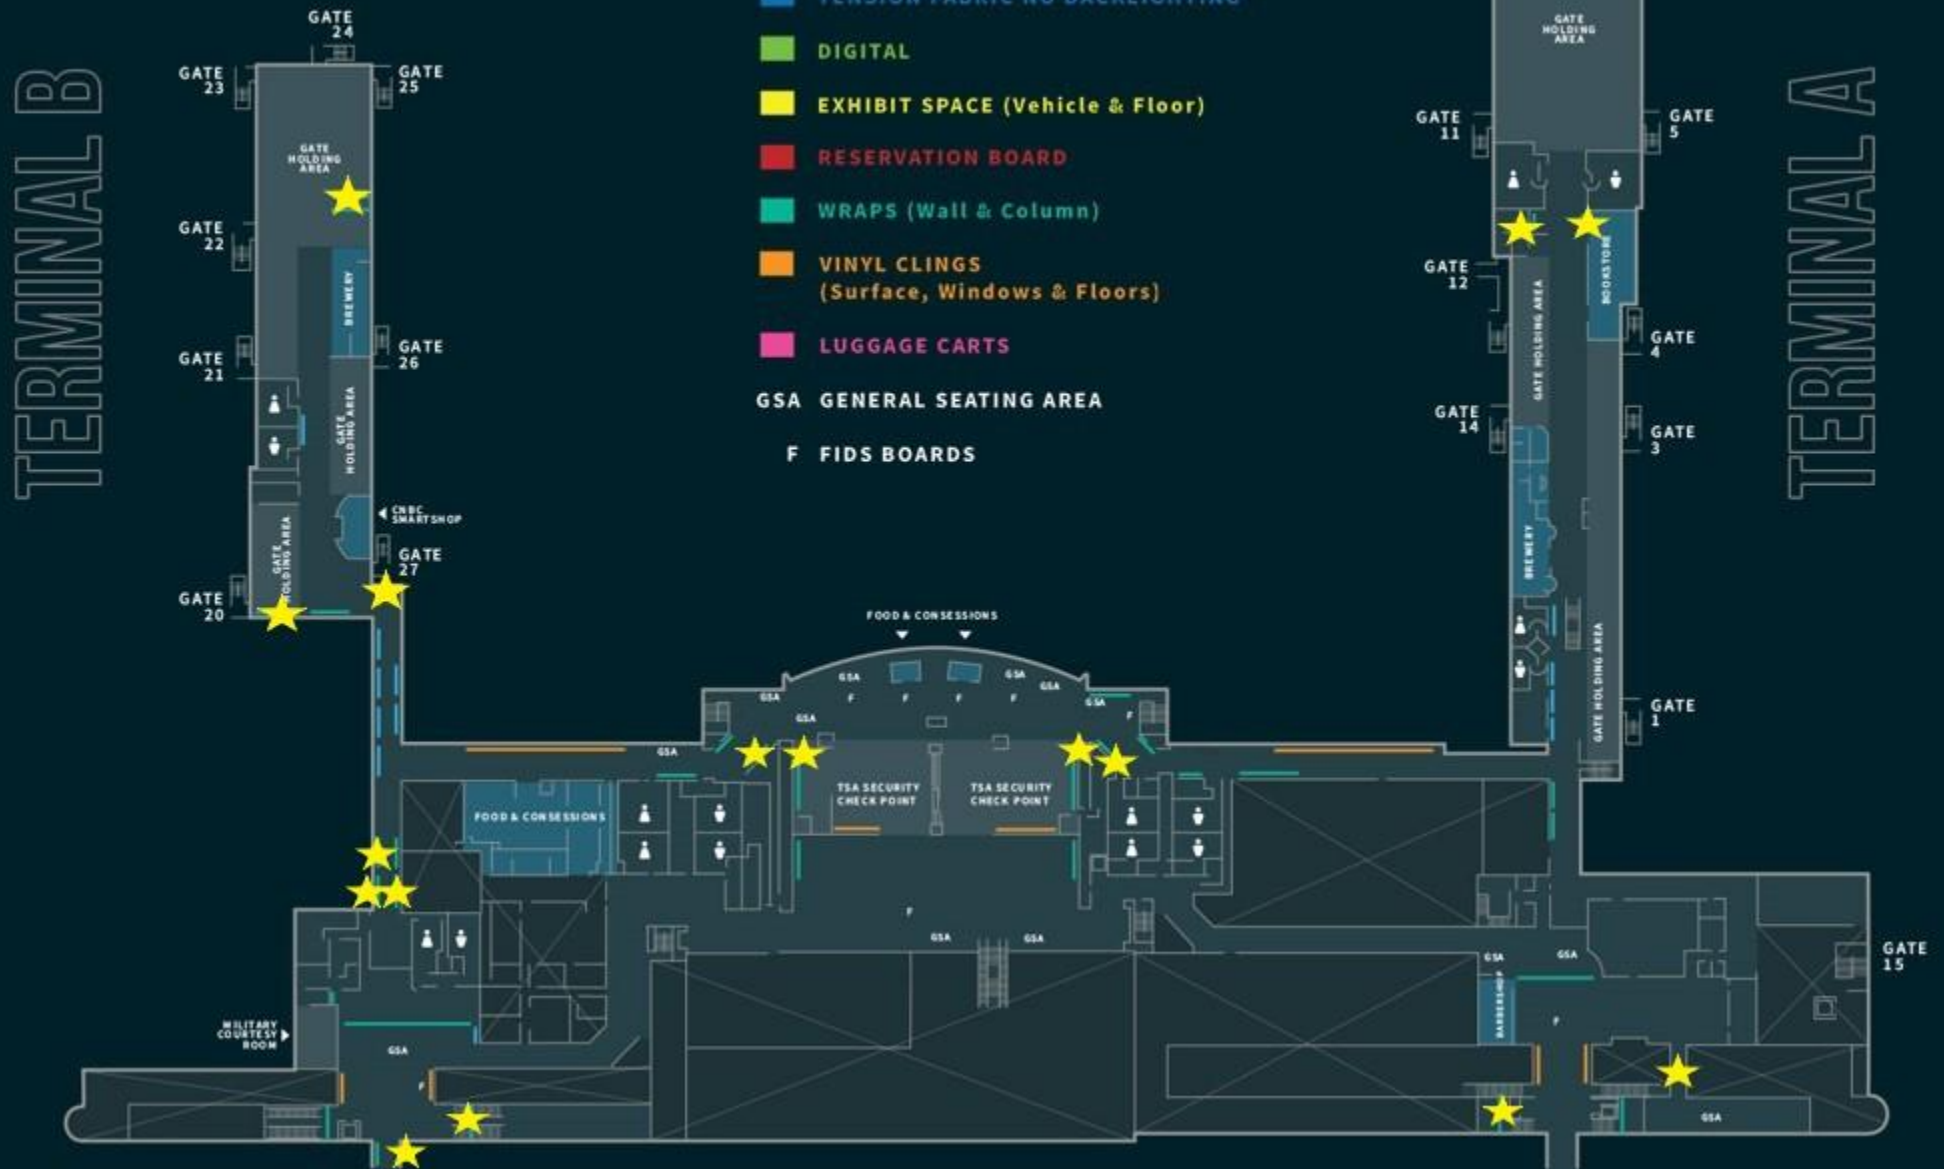 TERMINAL B
GATE
24
GATE
23
GATE
25
GATE
HOLDING
AREA
GATE
22
BREWERY
GATE
21
GATE
26
GATE
HOLDING AREA
CNBC
SMARTSHOP
GATE
27
GATE
HOLDING AREA
GATE
20
TENSION FABRIC NO BACKLIGHTING
DIGITAL
EXHIBIT SPACE (Vehicle & Floor)
RESERVATION BOARD
WRAPS (Wall & Column)
VINYL CLINGS
(Surface, Windows & Floors)
LUGGAGE CARTS
GSA GENERAL SEATING AREA
F FIDS BOARDS
TERMINAL A
GATE
HOLDING
AREA
GATE
11
GATE
5
GATE
12
BOOKSTORE
GATE HOLDING AREA
GATE
4
GATE
14
GATE
3
BREWERY
GATE HOLDING AREA
GATE
1
FOOD & CONSESSIONS
GSA
GSA
GSA
GSA
GSA
F
F
F
F
GSA
F
GSA
GSA
TSA SECURITY
CHECK POINT
TSA SECURITY
CHECK POINT
FOOD & CONSESSIONS
F
GSA
GSA
GSA
GSA
GATE
15
BARBERSHOP
F
MILITARY
COURTESY
ROOM
GSA
F
GSA